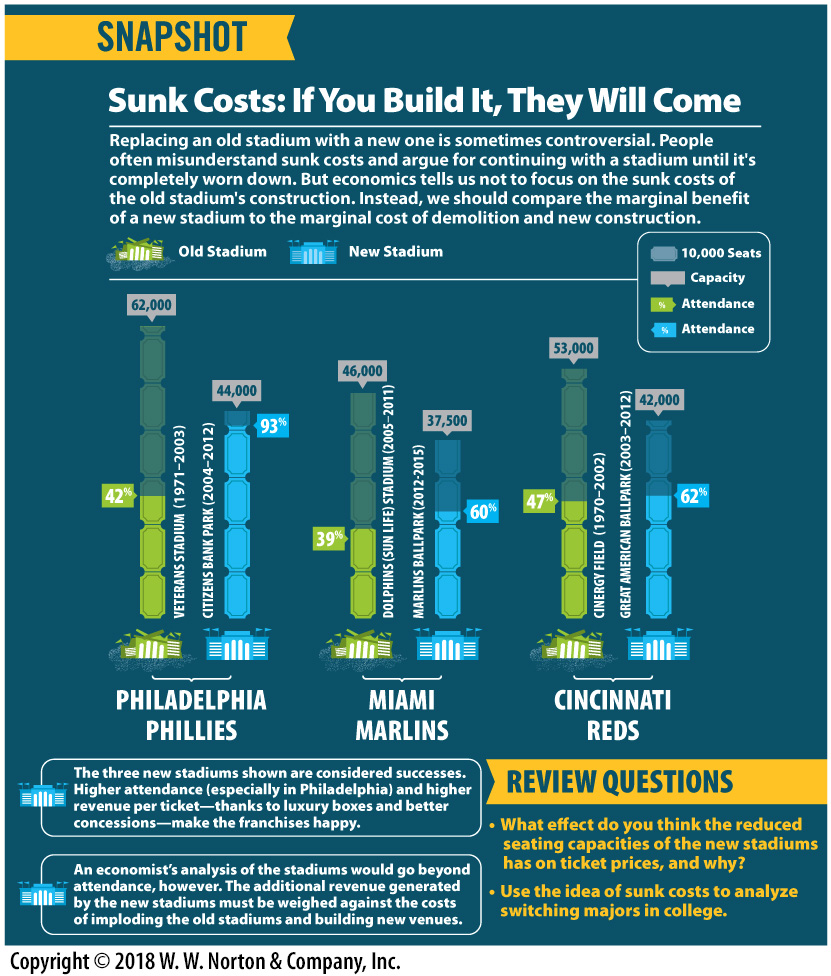 SNAPSHOT
Sunk Costs: If You Build It, They Will Come
Replacing an old stadium with a new one is sometimes controversial. People
often misunderstand sunk costs and argue for continuing with a stadium until it's
completely worn down. But economics tells us not to focus on the sunk costs of
the old stadium's construction. Instead, we should compare the marginal benefit
of a new stadium to the marginal cost of demolition and new construction.
Old Stadium
New Stadium
10,000 Seats
Capacity
% Attendance
% Attendance
62,000
42%
VETERANS STADIUM (1971–2003)
44,000
93%
CITIZENS BANK PARK (2004–2012)
46,000
39%
DOLPHINS (SUN LIFE) STADIUM (2005–2011)
37,500
60%
MARLINS BALLPARK (2012-2015)
53,000
47%
CINERGY FIELD (1970–2002)
42,000
62%
GREAT AMERICAN BALLPARK (2003–2012)
PHILADELPHIA
PHILLIES
MIAMI
MARLINS
CINCINNATI
REDS
The three new stadiums shown are considered successes.
Higher attendance (especially in Philadelphia) and higher
revenue per ticket—thanks to luxury boxes and better
concessions—make the franchises happy.
An economist's analysis of the stadiums would go beyond
attendance, however. The additional revenue generated
by the new stadiums must be weighed against the costs
of imploding the old stadiums and building new venues.
REVIEW QUESTIONS
• What effect do you think the reduced
seating capacities of the new stadiums
has on ticket prices, and why?
• Use the idea of sunk costs to analyze
switching majors in college.
Copyright © 2018 W. W. Norton & Company, Inc.